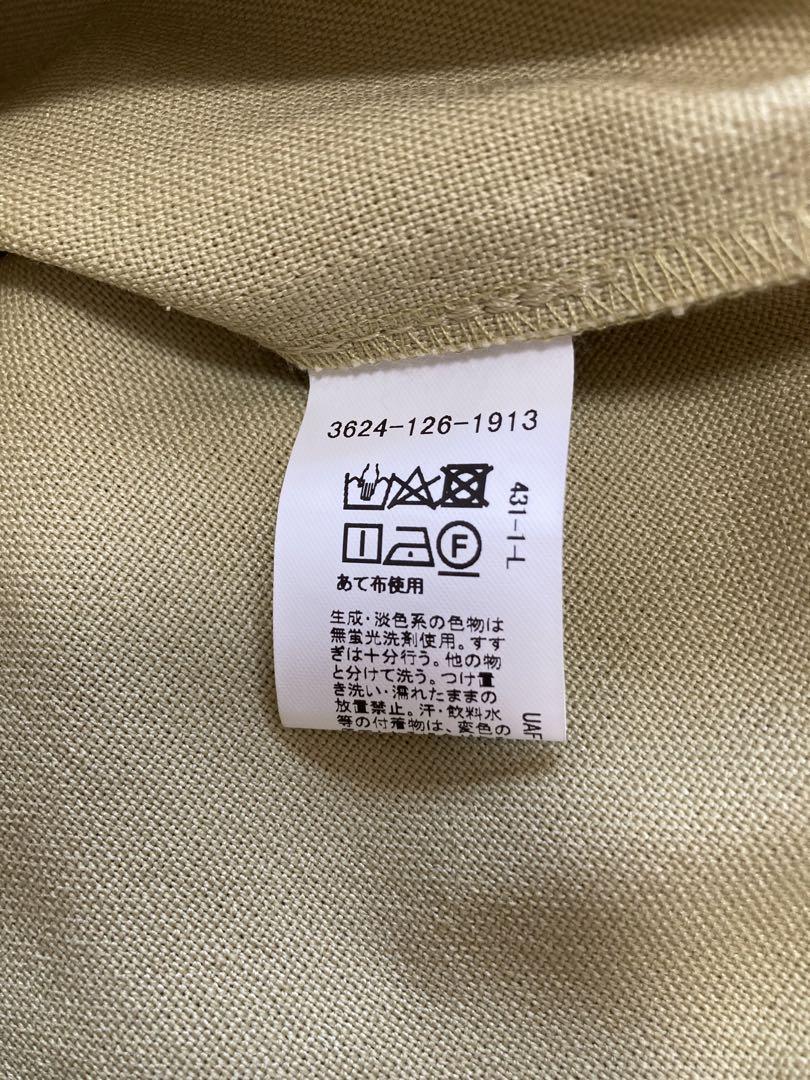 3624-126-1913
F
431-1-L
あて布使用
生成・淡色系の色物は
無蛍光洗剤使用。すす
ぎは十分行う。他の物
と分けて洗う。つけ置
き洗い・濡れたままの
放置禁止。汗・飲料水
等の付着物は、変色の
UAF